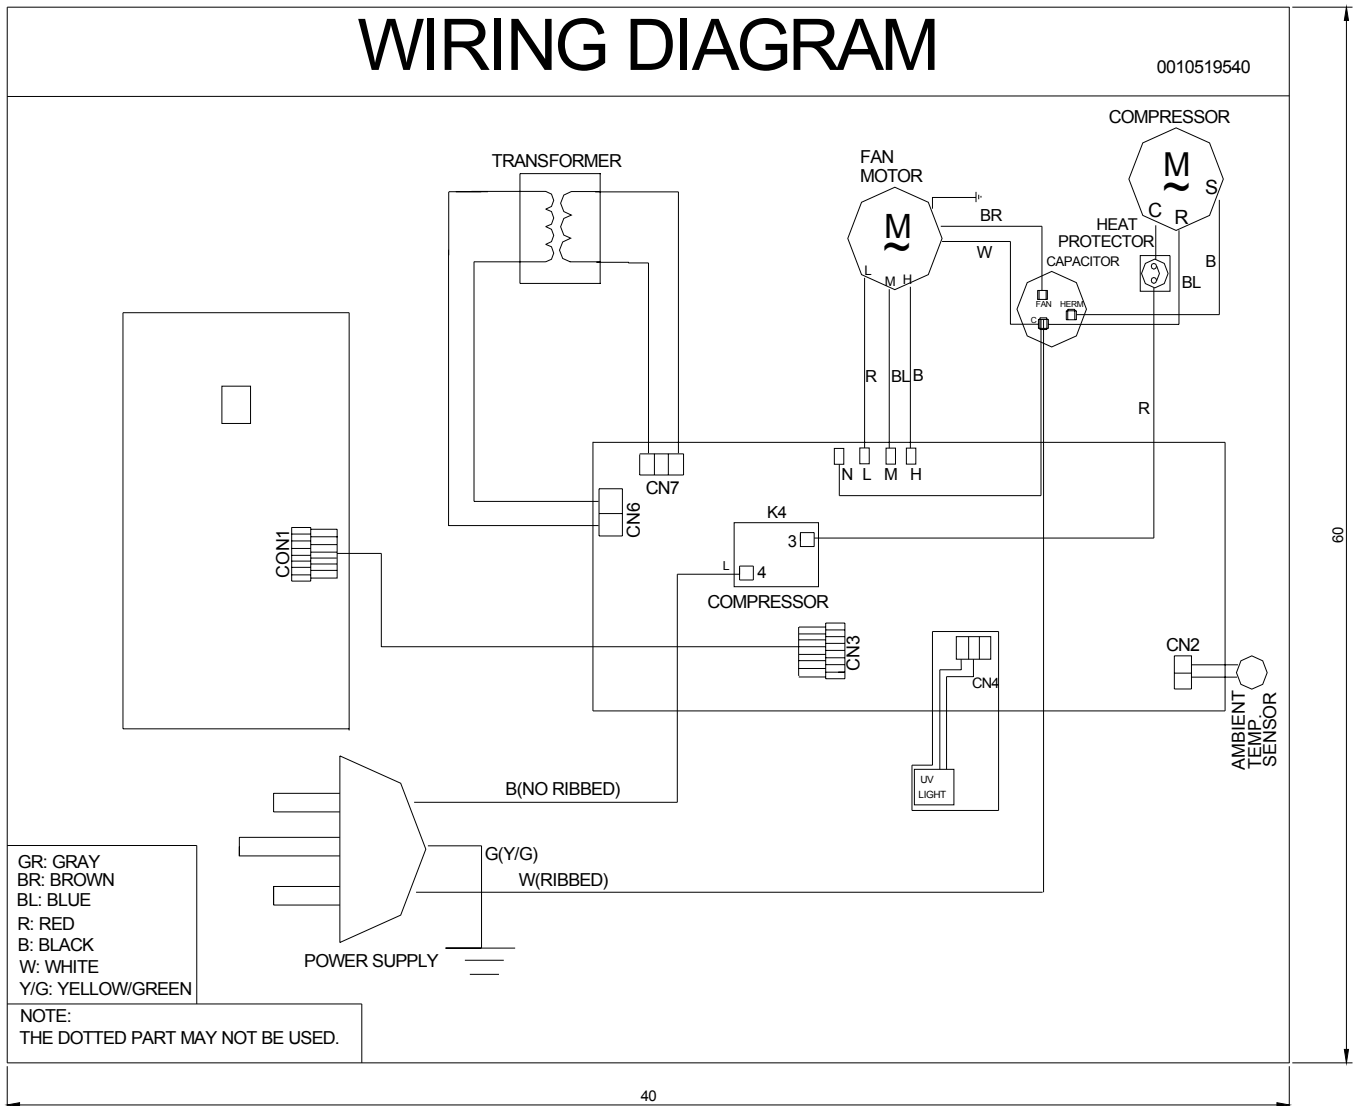 WIRING DIAGRAM
0010519540
COMPRESSOR
M
~
C
R
S
TRANSFORMER
FAN
MOTOR
M
~
L
M
H
BR
W
HEAT
PROTECTOR
CAPACITOR
FAN
HERM
C
BL
B
R
BL
B
R
N
L
M
H
CN7
CN6
CON1
K4
3
L
4
COMPRESSOR
CN3
CN4
UV
LIGHT
CN2
AMBIENT
TEMP.
SENSOR
B(NO RIBBED)
G(Y/G)
W(RIBBED)
POWER SUPPLY
GR: GRAY
BR: BROWN
BL: BLUE
R: RED
B: BLACK
W: WHITE
Y/G: YELLOW/GREEN
NOTE:
THE DOTTED PART MAY NOT BE USED.
60
40